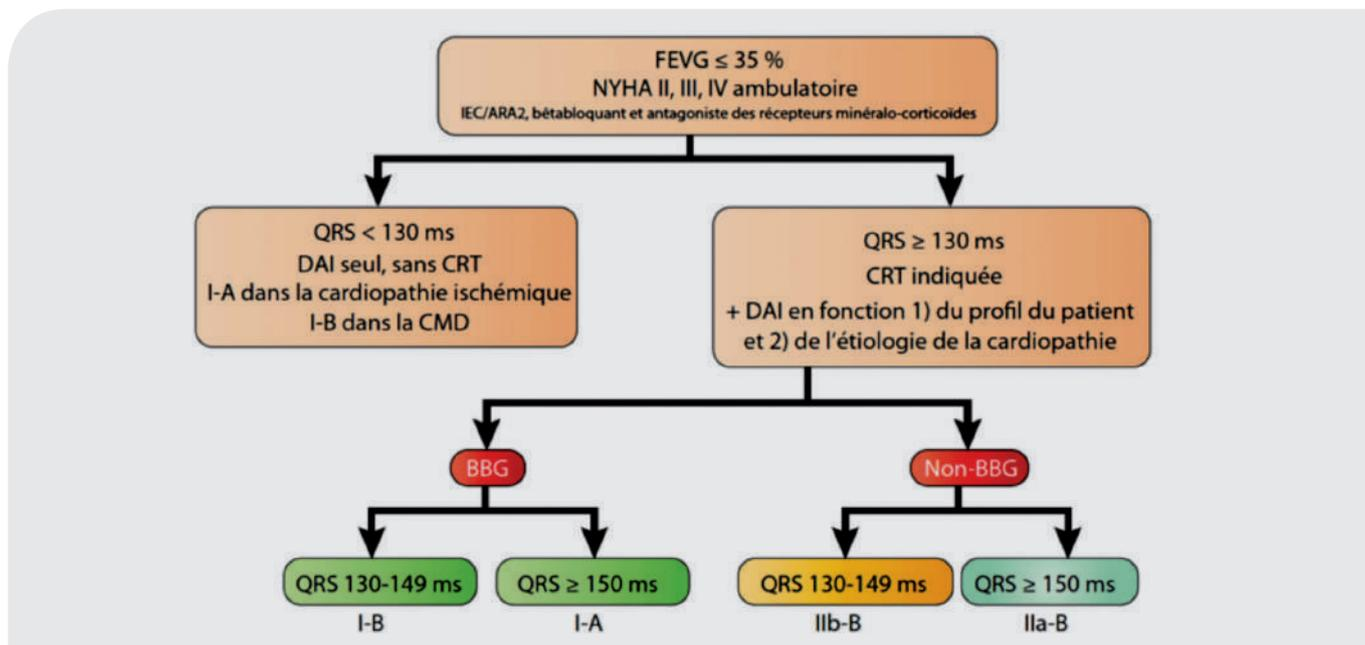 FEVG ≤ 35 %
NYHA II, III, IV ambulatoire
IEC/ARA2, bêtabloquant et antagoniste des récepteurs minéralo-corticoïdes
QRS < 130 ms
DAI seul, sans CRT
I-A dans la cardiopathie ischémique
I-B dans la CMD
QRS ≥ 130 ms
CRT indiquée
+ DAI en fonction 1) du profil du patient
et 2) de l'étiologie de la cardiopathie
BBG
Non-BBG
QRS 130-149 ms
QRS ≥ 150 ms
QRS 130-149 ms
QRS ≥ 150 ms
I-B
I-A
IIb-B
IIa-B